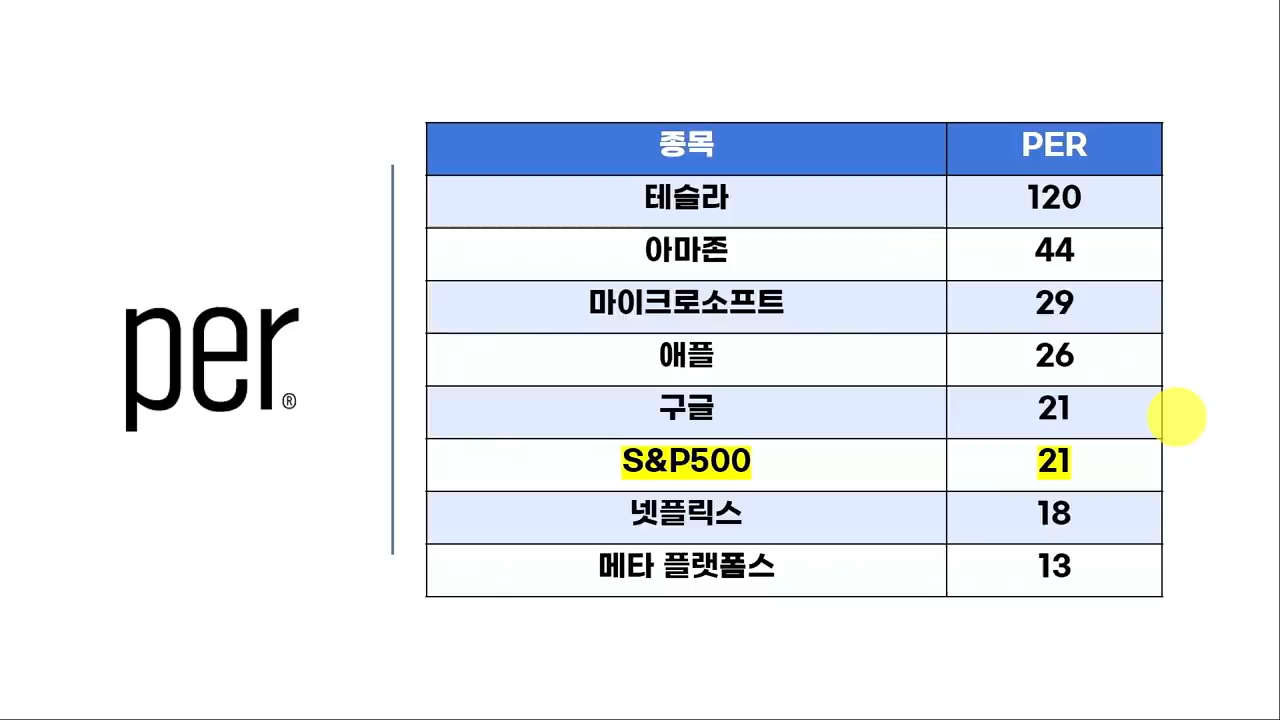 per®
종목 PER
테슬라 120
아마존 44
마이크로소프트 29
애플 26
구글 21
S&P500 21
넷플릭스 18
메타 플랫폼스 13